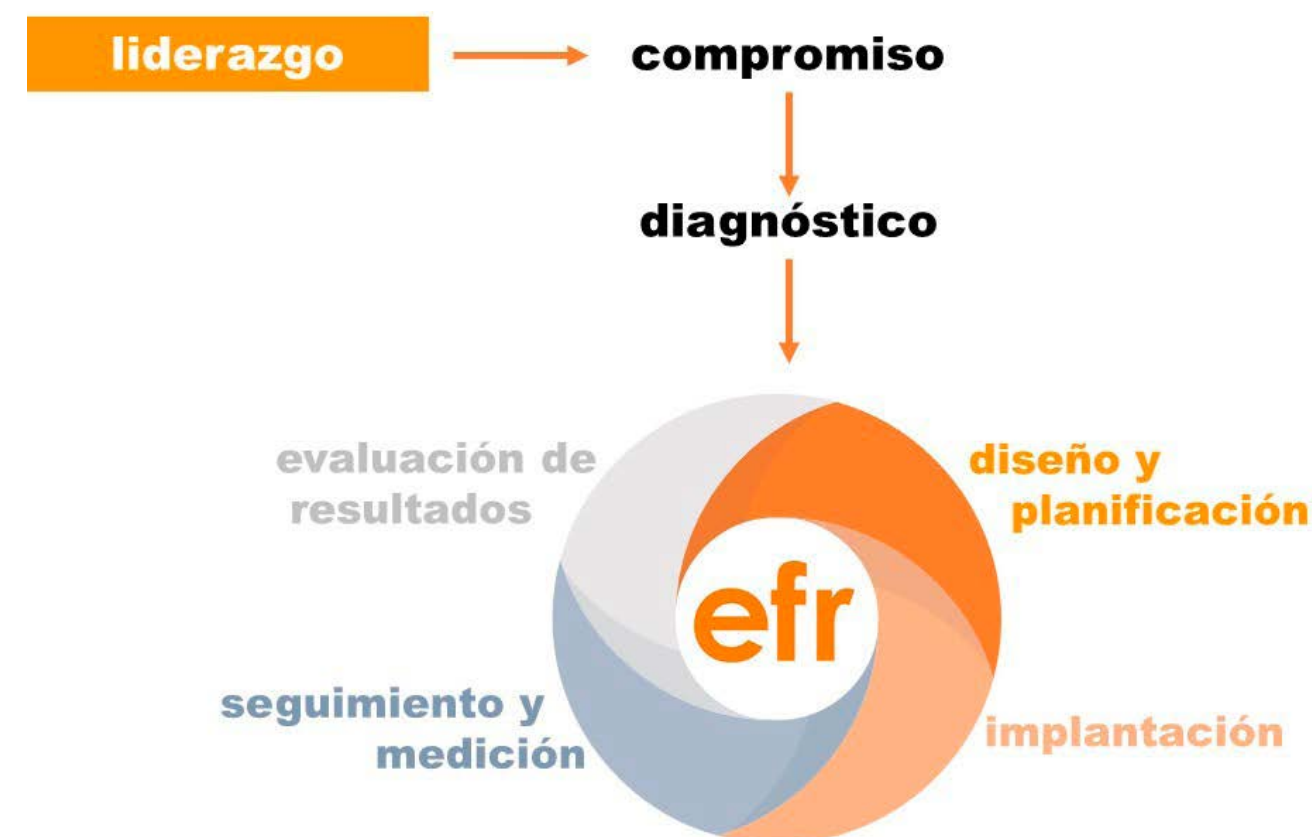 liderazgo
compromiso
diagnóstico
evaluación de
resultados
diseño y
planificación
efr
seguimiento y
medición
implantación